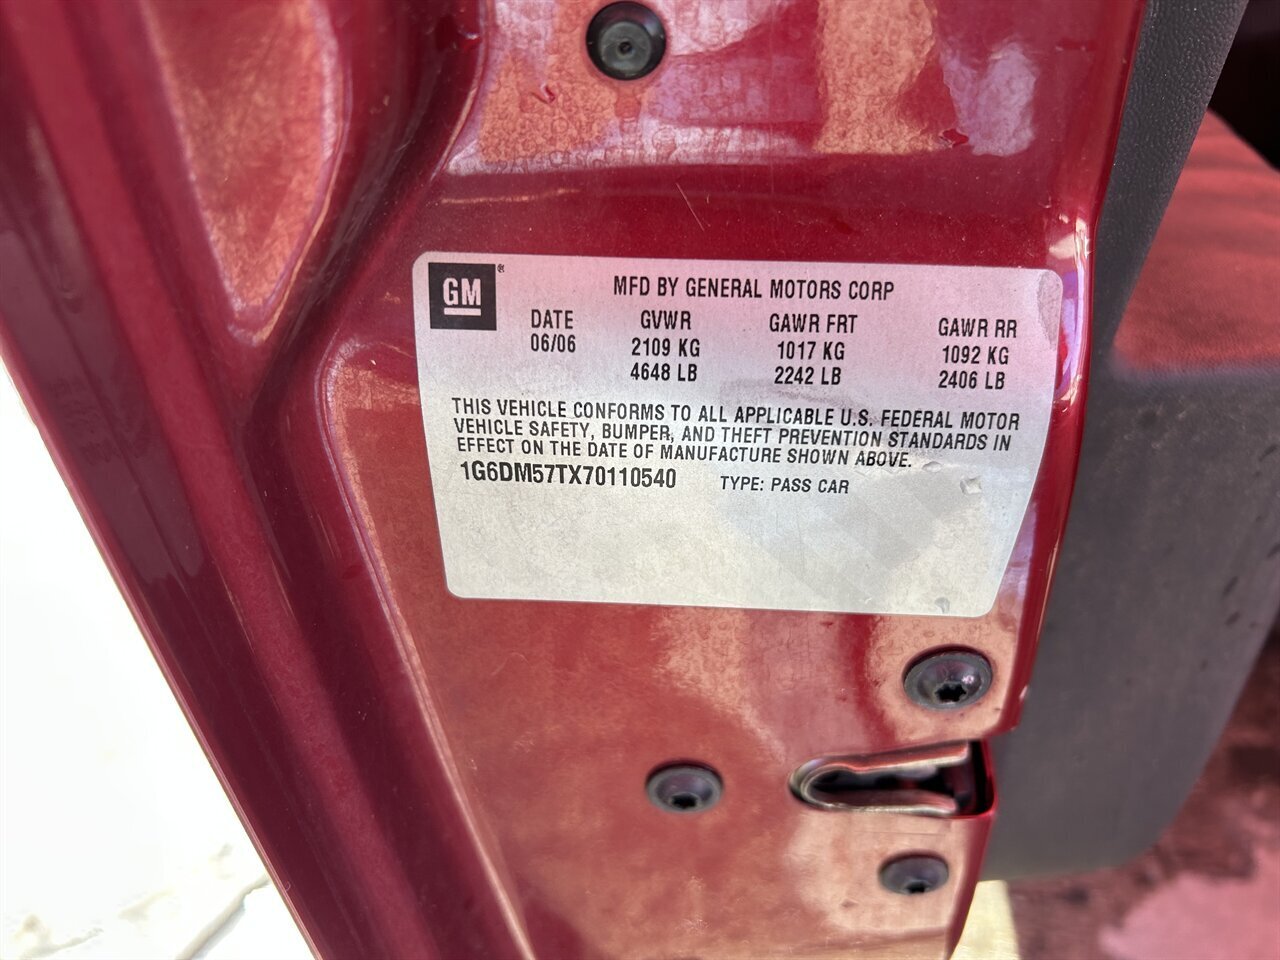 GM®
MFD BY GENERAL MOTORS CORP
DATE GVWR GAWR FRT GAWR RR
06/06 2109 KG 1017 KG 1092 KG
4648 LB 2242 LB 2406 LB
THIS VEHICLE CONFORMS TO ALL APPLICABLE U.S. FEDERAL MOTOR
VEHICLE SAFETY, BUMPER, AND THEFT PREVENTION STANDARDS IN
EFFECT ON THE DATE OF MANUFACTURE SHOWN ABOVE.
1G6DM57TX70110540 TYPE: PASS CAR